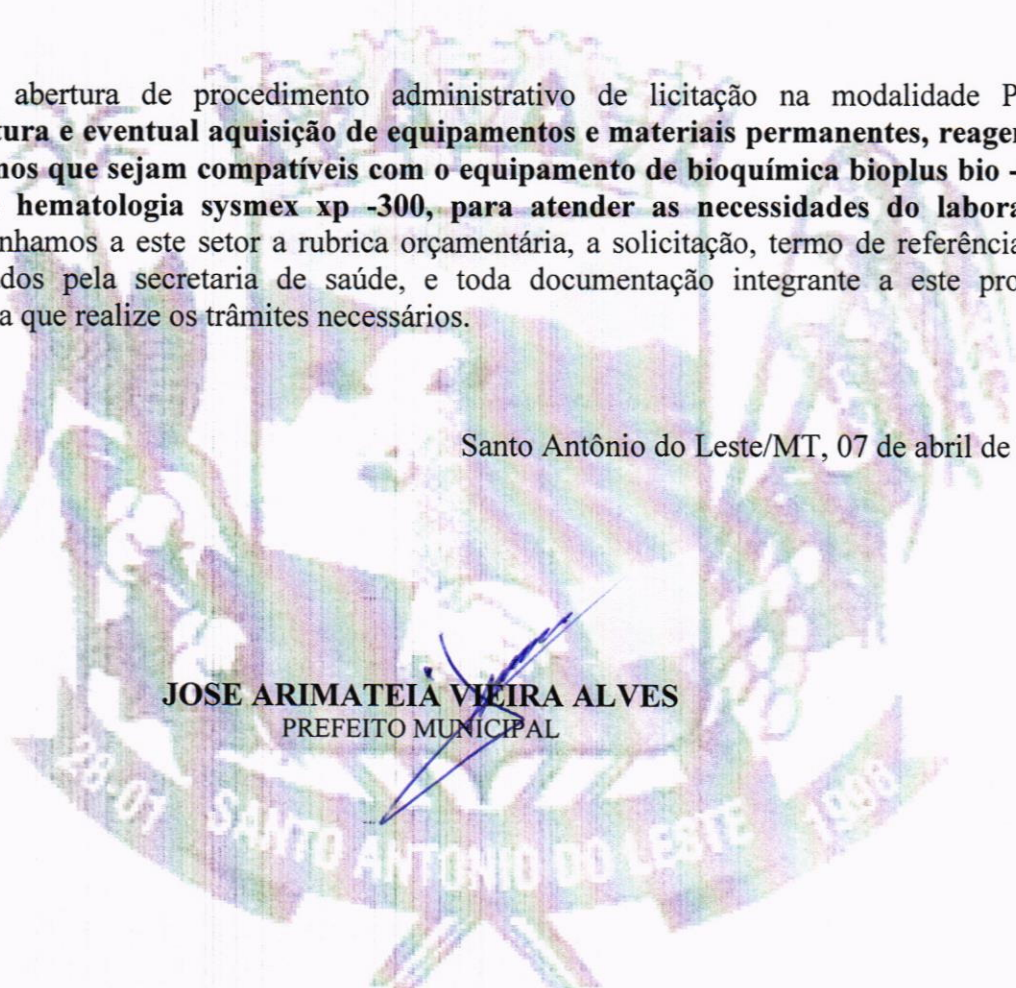 abertura de procedimento administrativo de licitação na modalidade P
tura e eventual aquisição de equipamentos e materiais permanentes, reagen
nos que sejam compatíveis com o equipamento de bioquímica bioplus bio -
hematologia sysmex xp -300, para atender as necessidades do labora
nhamos a este setor a rubrica orçamentária, a solicitação, termo de referência
dos pela secretaria de saúde, e toda documentação integrante a este pro
a que realize os trâmites necessários.
Santo Antônio do Leste/MT, 07 de abril de
JOSE ARIMATEIA VIEIRA ALVES
PREFEITO MUNICIPAL
28-01 SANTO ANTONIO DO LESTE 1998